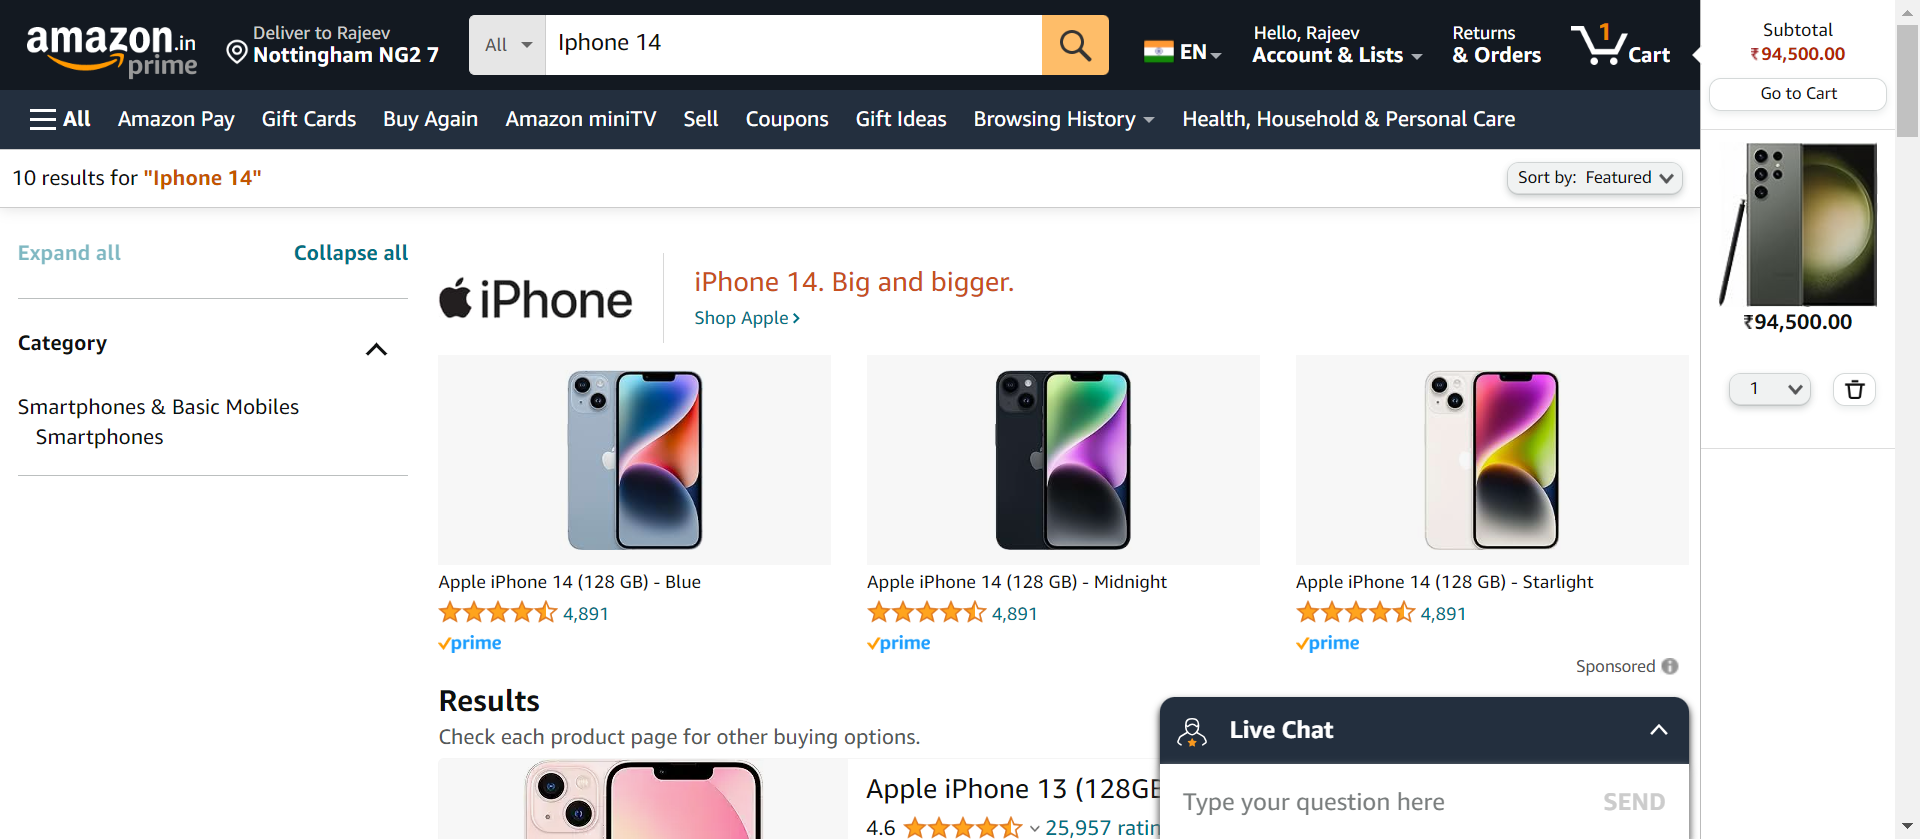 amazon.in
prime
Deliver to Rajeev
Nottingham NG2 7
All
Iphone 14
EN
Hello, Rajeev
Account & Lists
Returns
& Orders
1
Cart
Subtotal
₹94,500.00
Go to Cart
All
Amazon Pay
Gift Cards
Buy Again
Amazon miniTV
Sell
Coupons
Gift Ideas
Browsing History
Health, Household & Personal Care
10 results for "Iphone 14"
Sort by: Featured
Expand all
Collapse all
Category
Smartphones & Basic Mobiles
Smartphones
iPhone
iPhone 14. Big and bigger.
Shop Apple
Apple iPhone 14 (128 GB) - Blue
4,891
prime
Apple iPhone 14 (128 GB) - Midnight
4,891
prime
Apple iPhone 14 (128 GB) - Starlight
4,891
prime
Sponsored
₹94,500.00
1
Results
Check each product page for other buying options.
Apple iPhone 13 (128GB
4.6
25,957 ratin
Live Chat
Type your question here
SEND